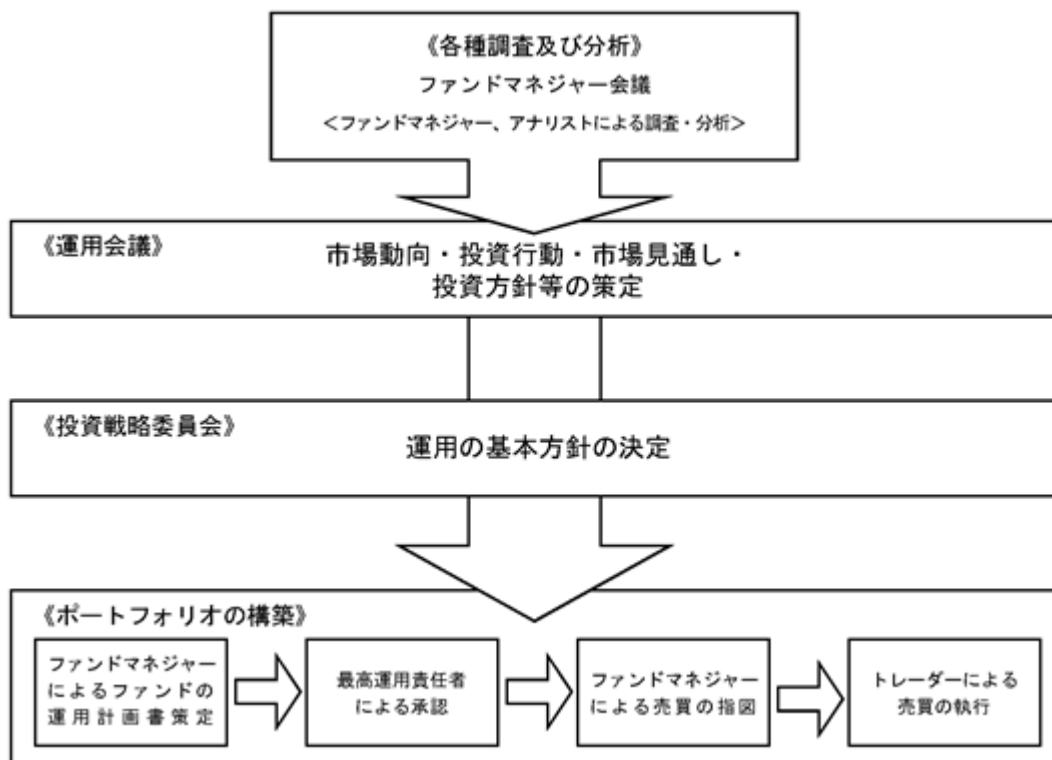 《各種調査及び分析》
ファンドマネジャー会議
＜ファンドマネジャー、アナリストによる調査・分析＞
《運用会議》
市場動向・投資行動・市場見通し・
投資方針等の策定
《投資戦略委員会》
運用の基本方針の決定
《ポートフォリオの構築》
ファンドマネジャー
によるファンドの
運用計画書策定
最高運用責任者
による承認
ファンドマネジャー
による売買の指図
トレーダーによる
売買の執行